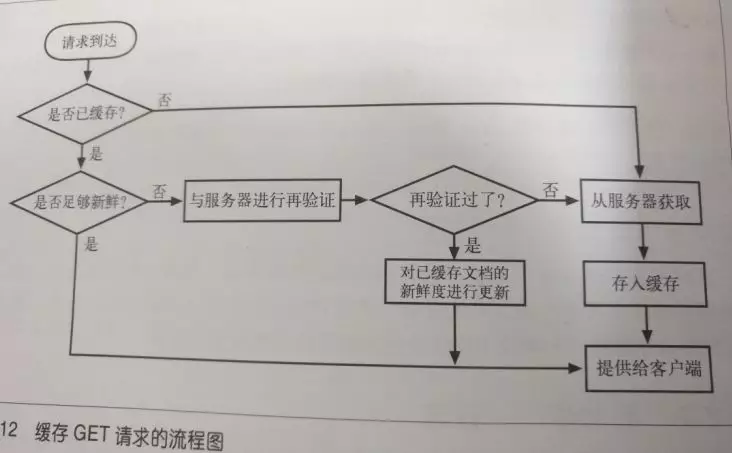 请求到达
是否已缓存?
否
是
是否足够新鲜?
否
与服务器进行再验证
再验证过了?
否
从服务器获取
是
是
对已缓存文档的
新鲜度进行更新
存入缓存
提供给客户端
12 缓存 GET 请求的流程图